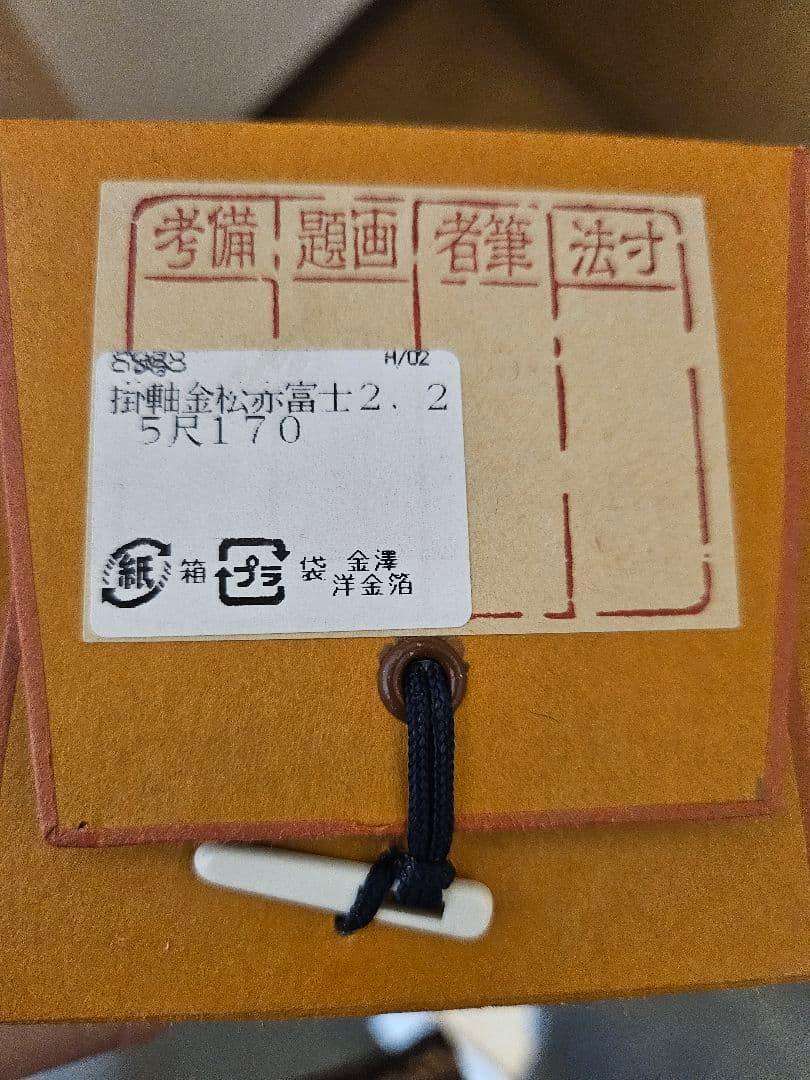 寸法
筆者
画題
備考
H/02
掛軸金松赤富士2.2
5尺170
紙 箱 プラ 袋 金澤
洋金箔